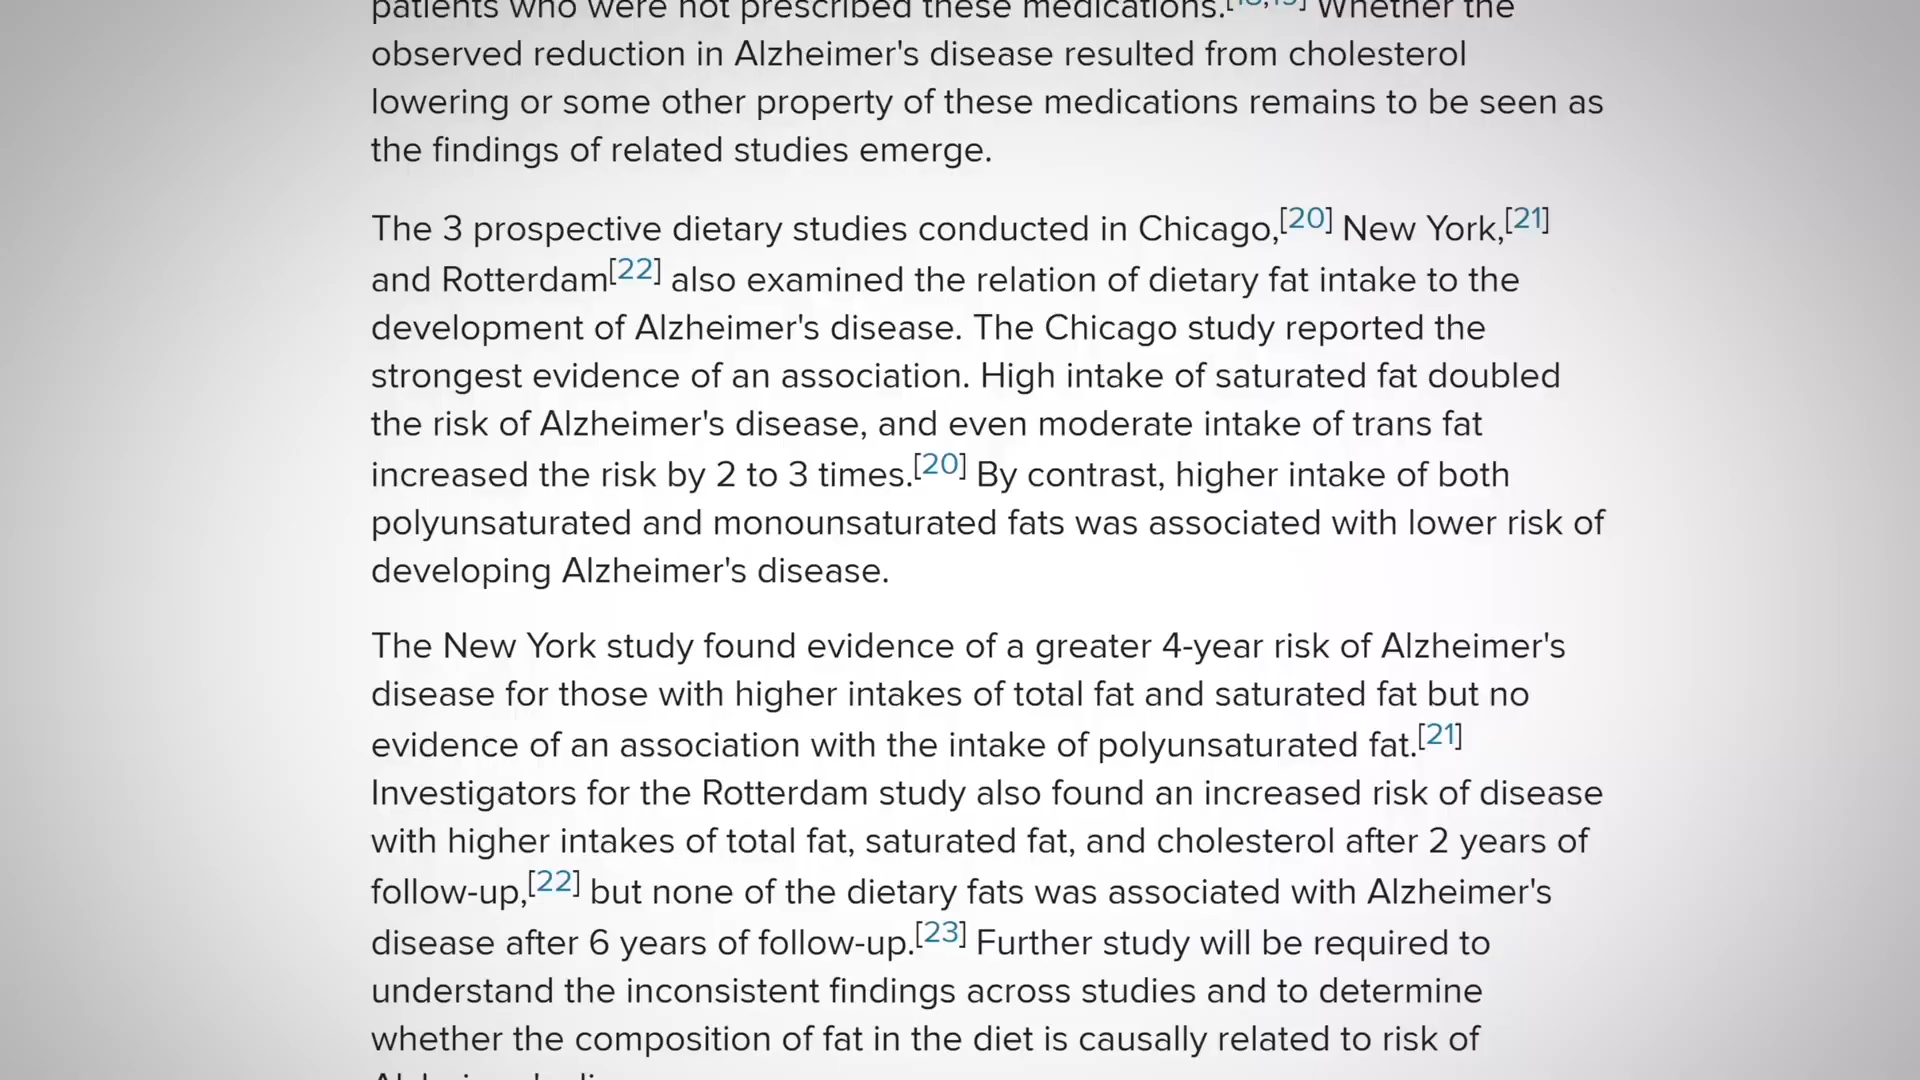 patients who were not prescribed these medications.[18,19] Whether the
observed reduction in Alzheimer's disease resulted from cholesterol
lowering or some other property of these medications remains to be seen as
the findings of related studies emerge.
The 3 prospective dietary studies conducted in Chicago,[20] New York,[21]
and Rotterdam[22] also examined the relation of dietary fat intake to the
development of Alzheimer's disease. The Chicago study reported the
strongest evidence of an association. High intake of saturated fat doubled
the risk of Alzheimer's disease, and even moderate intake of trans fat
increased the risk by 2 to 3 times.[20] By contrast, higher intake of both
polyunsaturated and monounsaturated fats was associated with lower risk of
developing Alzheimer's disease.
The New York study found evidence of a greater 4-year risk of Alzheimer's
disease for those with higher intakes of total fat and saturated fat but no
evidence of an association with the intake of polyunsaturated fat.[21]
Investigators for the Rotterdam study also found an increased risk of disease
with higher intakes of total fat, saturated fat, and cholesterol after 2 years of
follow-up,[22] but none of the dietary fats was associated with Alzheimer's
disease after 6 years of follow-up.[23] Further study will be required to
understand the inconsistent findings across studies and to determine
whether the composition of fat in the diet is causally related to risk of